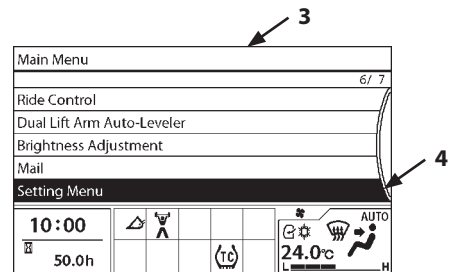 3
Main Menu
6/ 7
Ride Control
Dual Lift Arm Auto-Leveler
Brightness Adjustment
Mail
Setting Menu
4
10:00
AUTO
TC
24.0°C
50.0h
L H